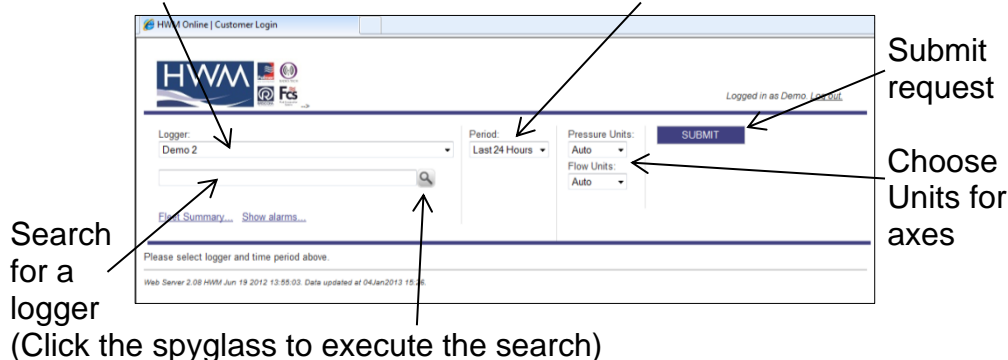 HWM Online | Customer Login
HWM
Fcs
Submit
request
Logged in as Demo. Log out.
Logger:
Period:
Pressure Units:
SUBMIT
Demo 2
Last 24 Hours
Auto
Flow Units:
Auto
Choose
Units for
axes
Fleet Summary... Show alarms...
Search
for a
logger
Please select logger and time period above.
Web Server 2.08 HWM Jun 19 2012 13:55:03. Data updated at 04Jan2013 15:26.
(Click the spyglass to execute the search)